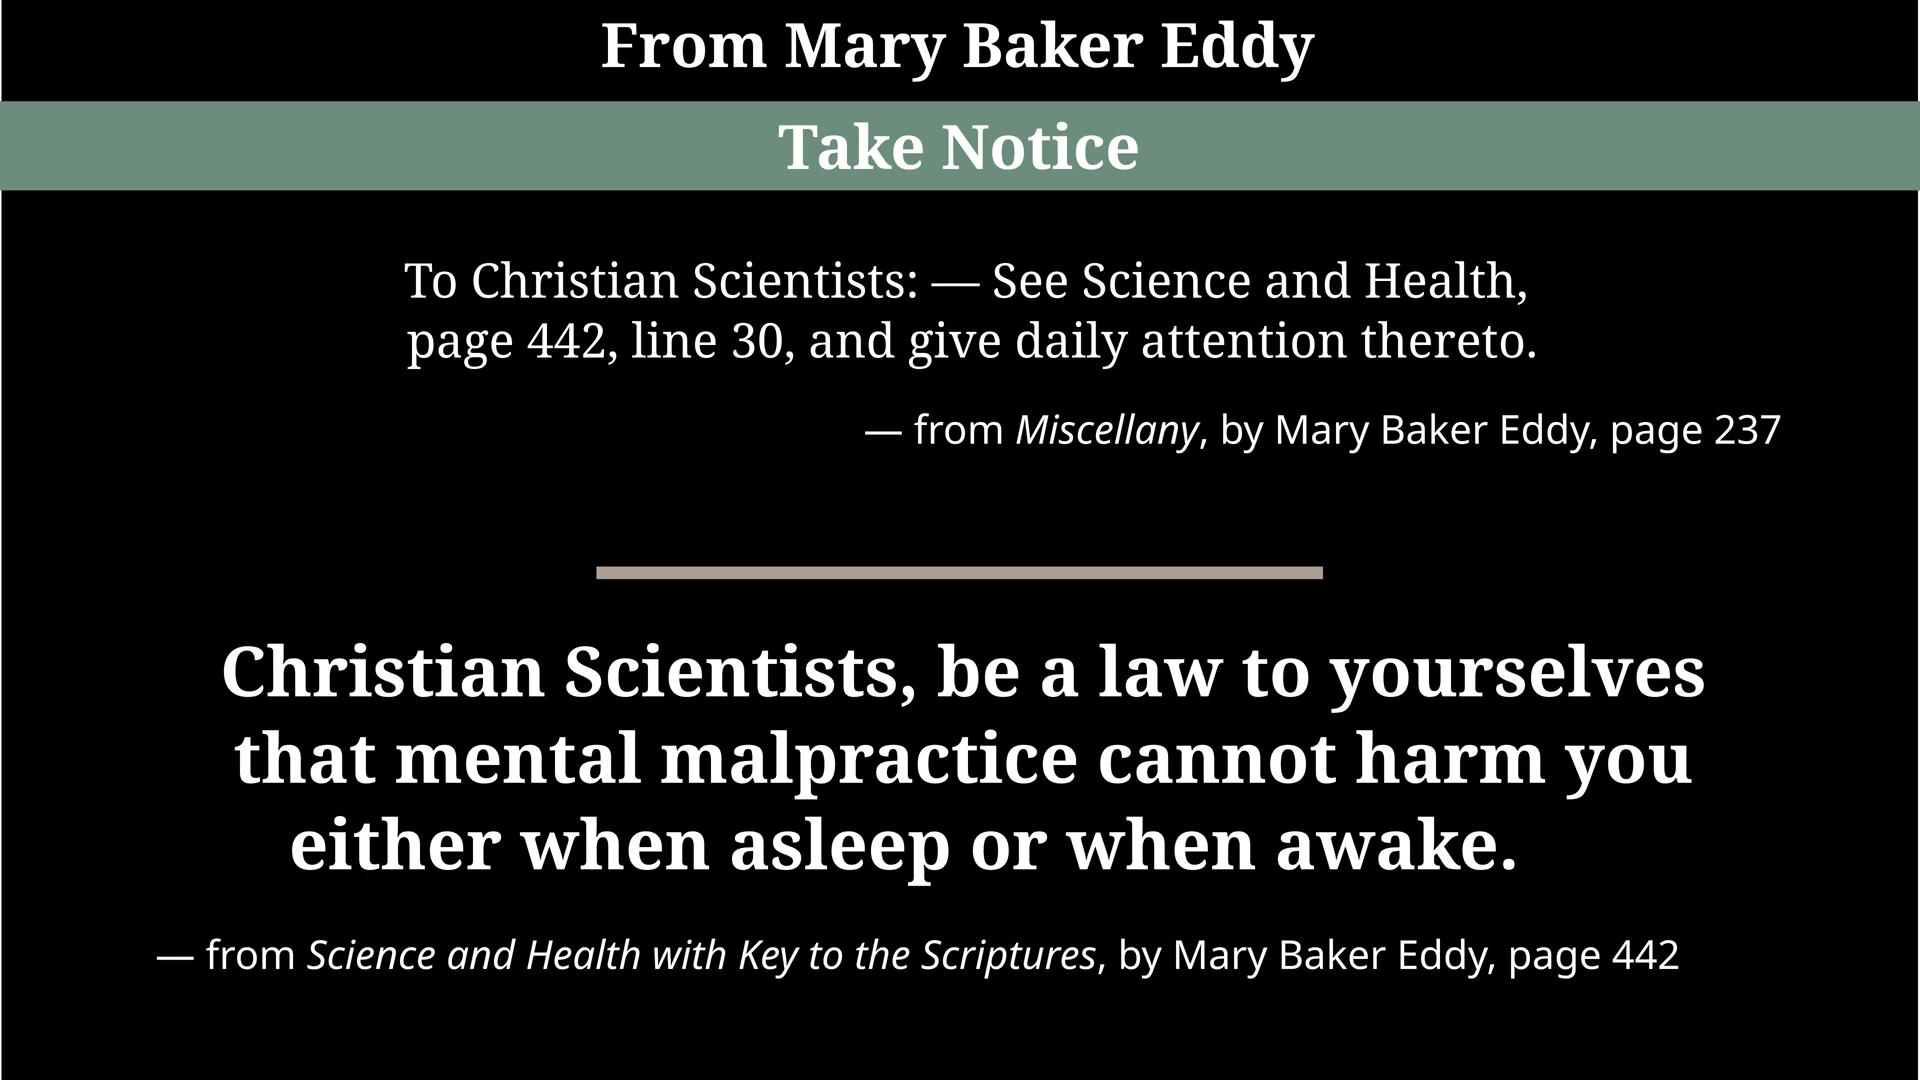 From Mary Baker Eddy
Take Notice
To Christian Scientists: — See Science and Health,
page 442, line 30, and give daily attention thereto.
— from Miscellany, by Mary Baker Eddy, page 237
Christian Scientists, be a law to yourselves
that mental malpractice cannot harm you
either when asleep or when awake.
— from Science and Health with Key to the Scriptures, by Mary Baker Eddy, page 442